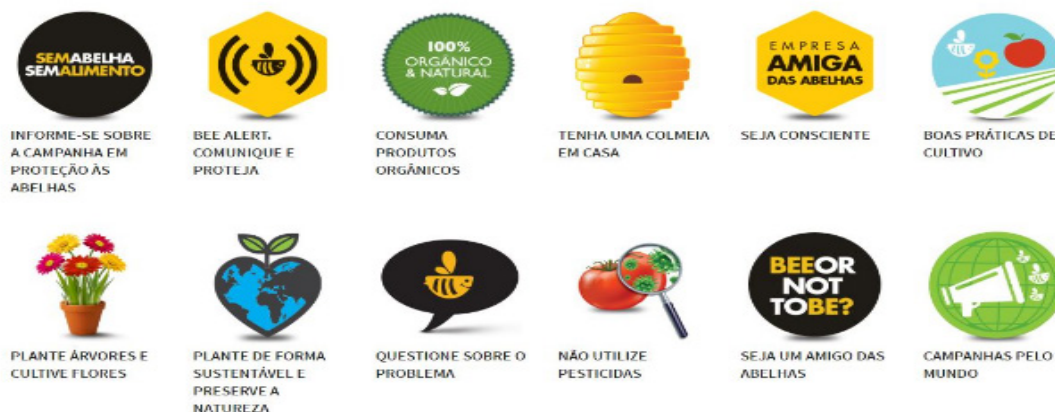 SEMABELHA
SEMALIMENTO
INFORME-SE SOBRE
A CAMPANHA EM
PROTEÇÃO ÀS
ABELHAS
BEE ALERT.
COMUNIQUE E
PROTEJA
100%
ORGÂNICO
& NATURAL
CONSUMA
PRODUTOS
ORGÂNICOS
TENHA UMA COLMEIA
EM CASA
EMPRESA
AMIGA
DAS ABELHAS
SEJA CONSCIENTE
BOAS PRÁTICAS DE
CULTIVO
PLANTE ÁRVORES E
CULTIVE FLORES
PLANTE DE FORMA
SUSTENTÁVEL E
PRESERVE A
NATUREZA
QUESTIONE SOBRE O
PROBLEMA
NÃO UTILIZE
PESTICIDAS
BEEOR
NOT
TOBE?
SEJA UM AMIGO DAS
ABELHAS
CAMPANHAS PELO
MUNDO